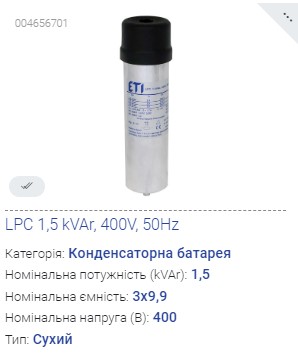 004656701
ETI
LPC 1,5 kVAr, 400V, 50Hz
Категорія: Конденсаторна батарея
Номінальна потужність (kVAr): 1,5
Номінальна ємність: 3x9,9
Номінальна напруга (В): 400
Тип: Сухий